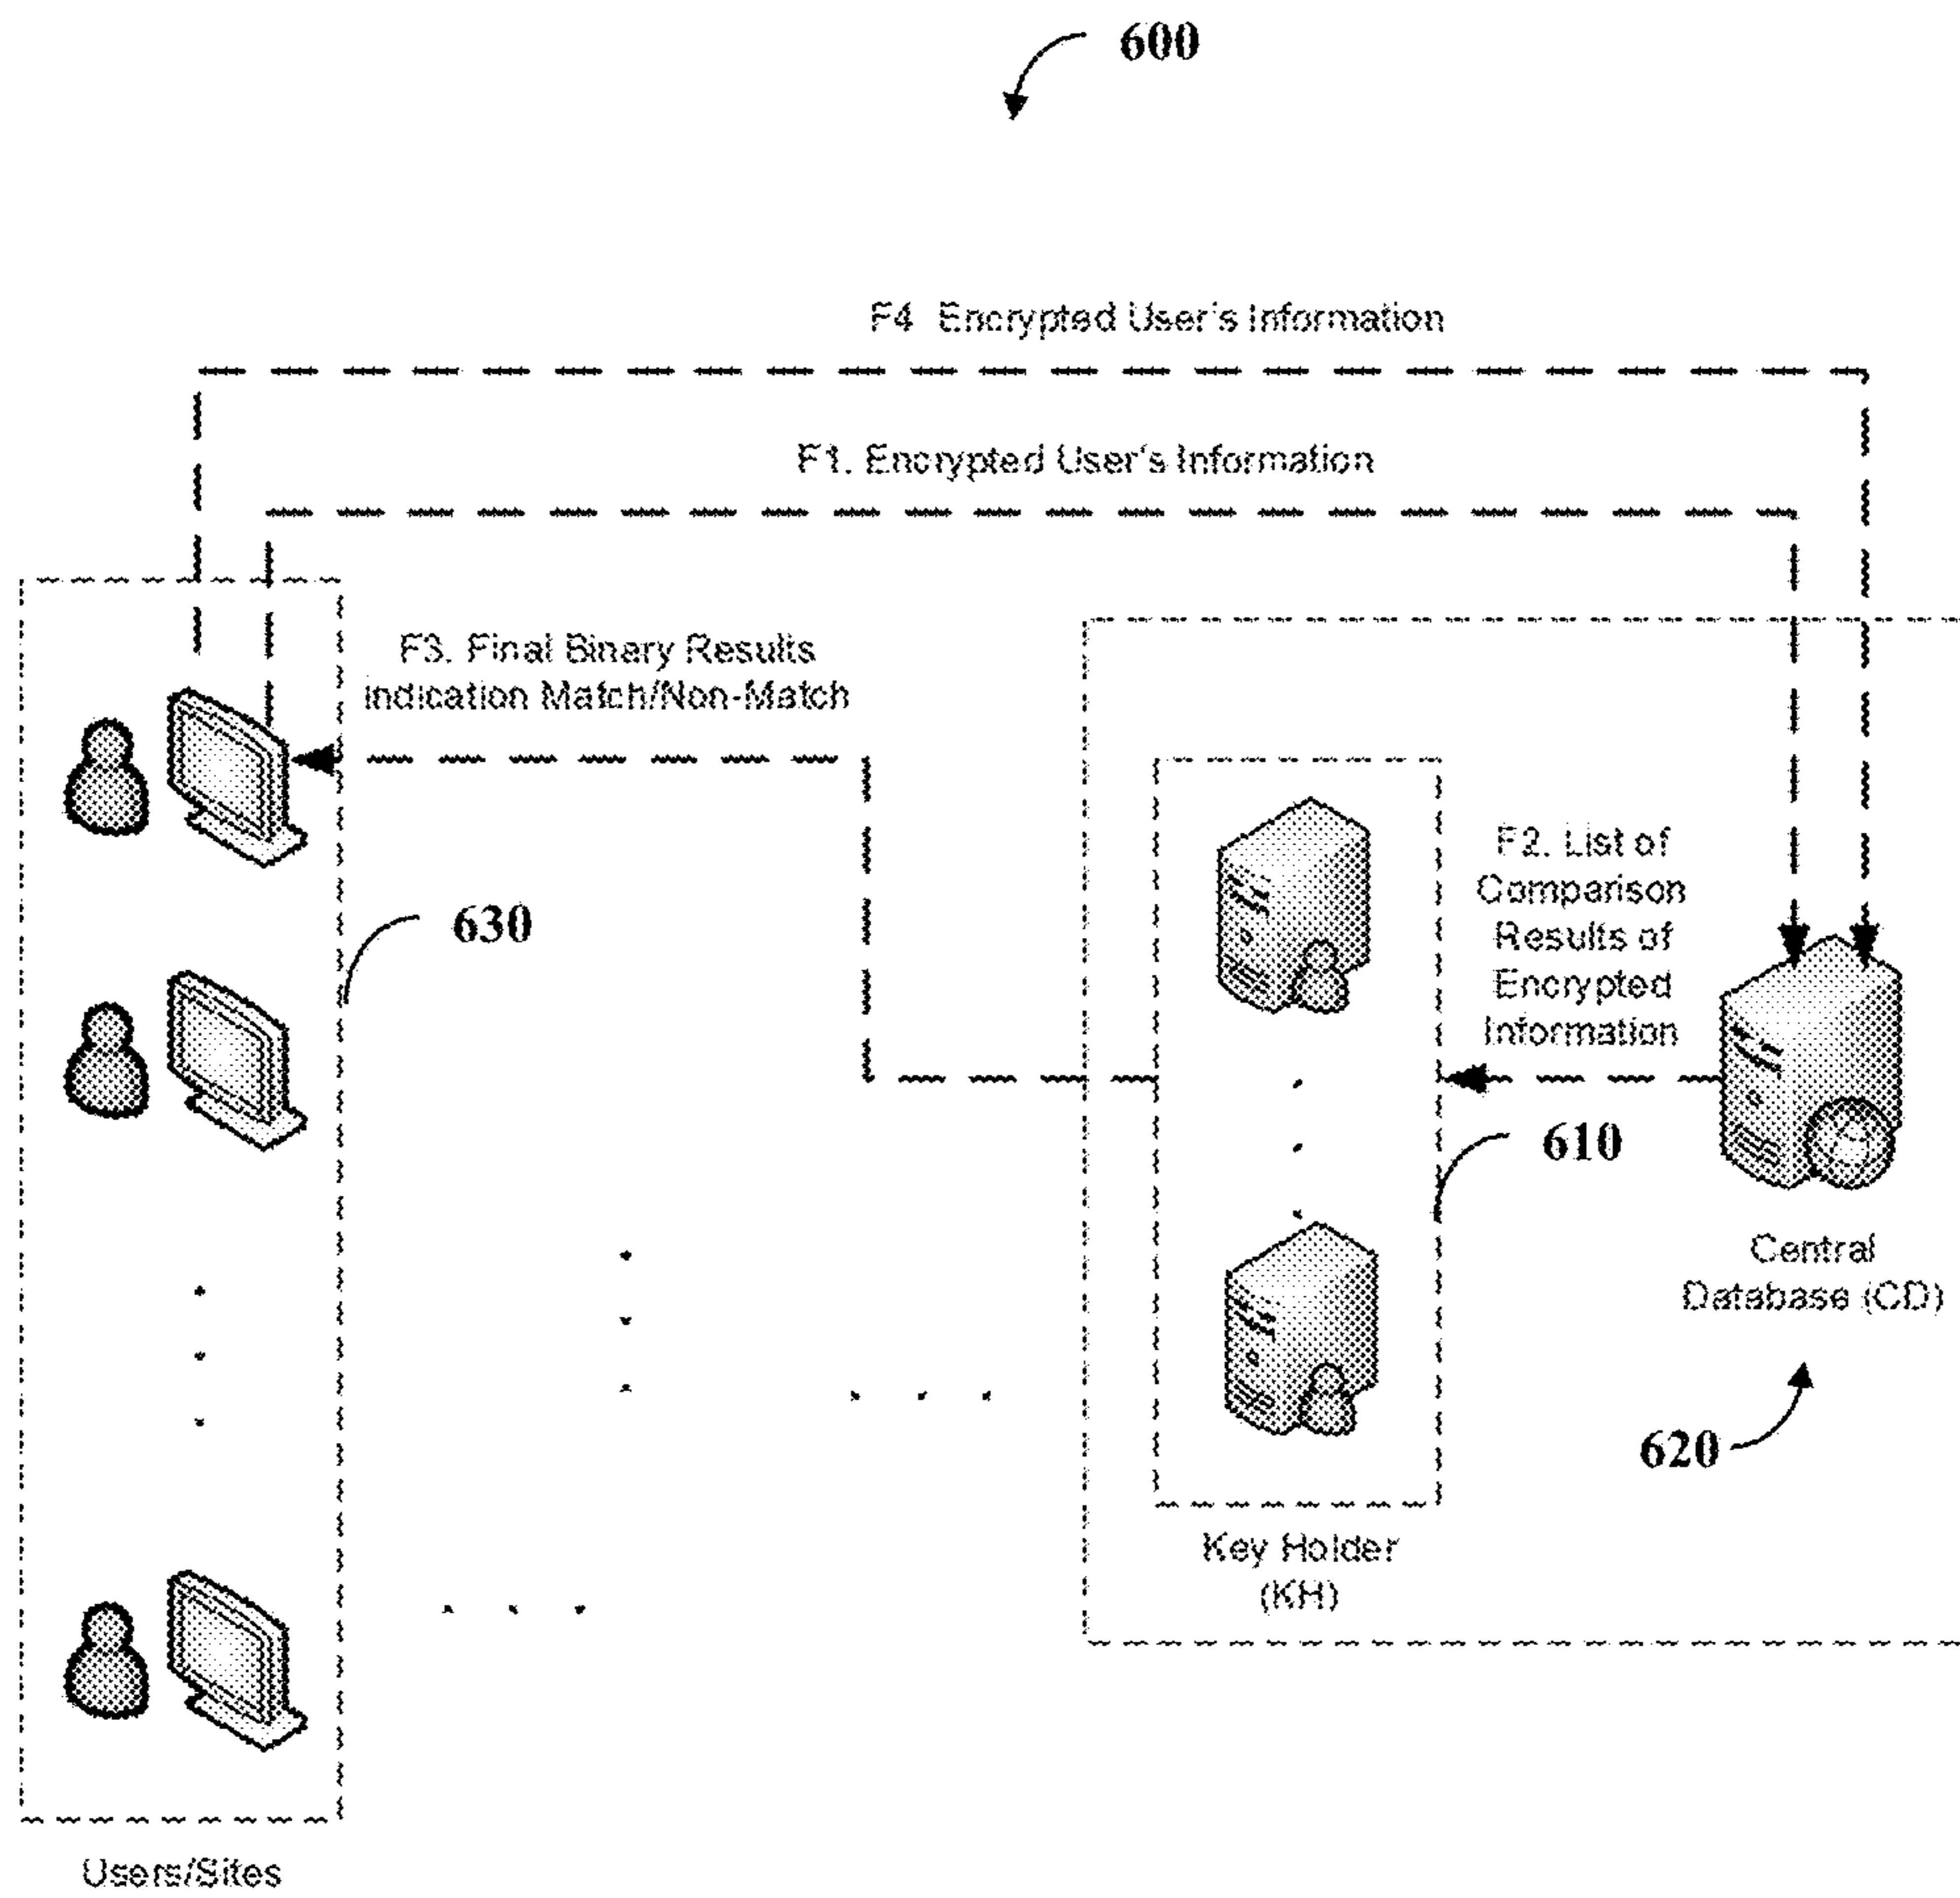 600
F4 Encrypted User's Information
F1. Encrypted User's Information
F3. Final Binary Results
Indication Match/Non-Match
F2. List of
Comparison
Results of
Encrypted
Information
630
610
Central
Database (CD)
620
Key Holder
(KH)
Users/Sites